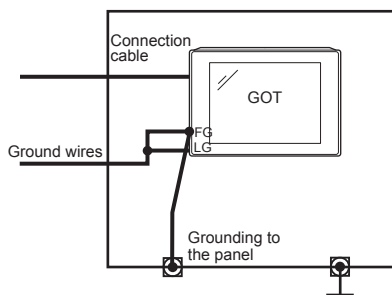 Connection
cable
GOT
FG
LG
Ground wires
Grounding to
the panel